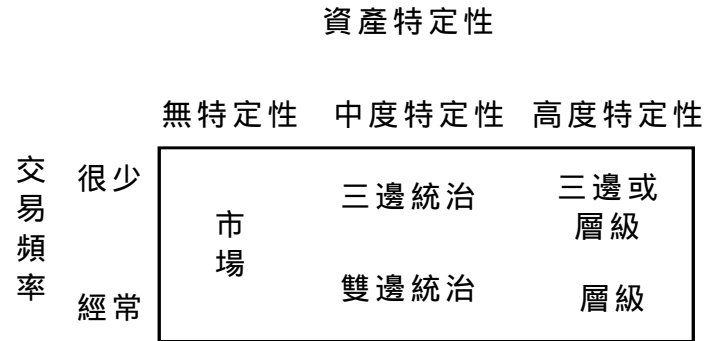 資產特定性
無特定性 中度特定性 高度特定性
交易頻率
很少
市場
三邊統治
三邊或
層級
經常
雙邊統治
層級